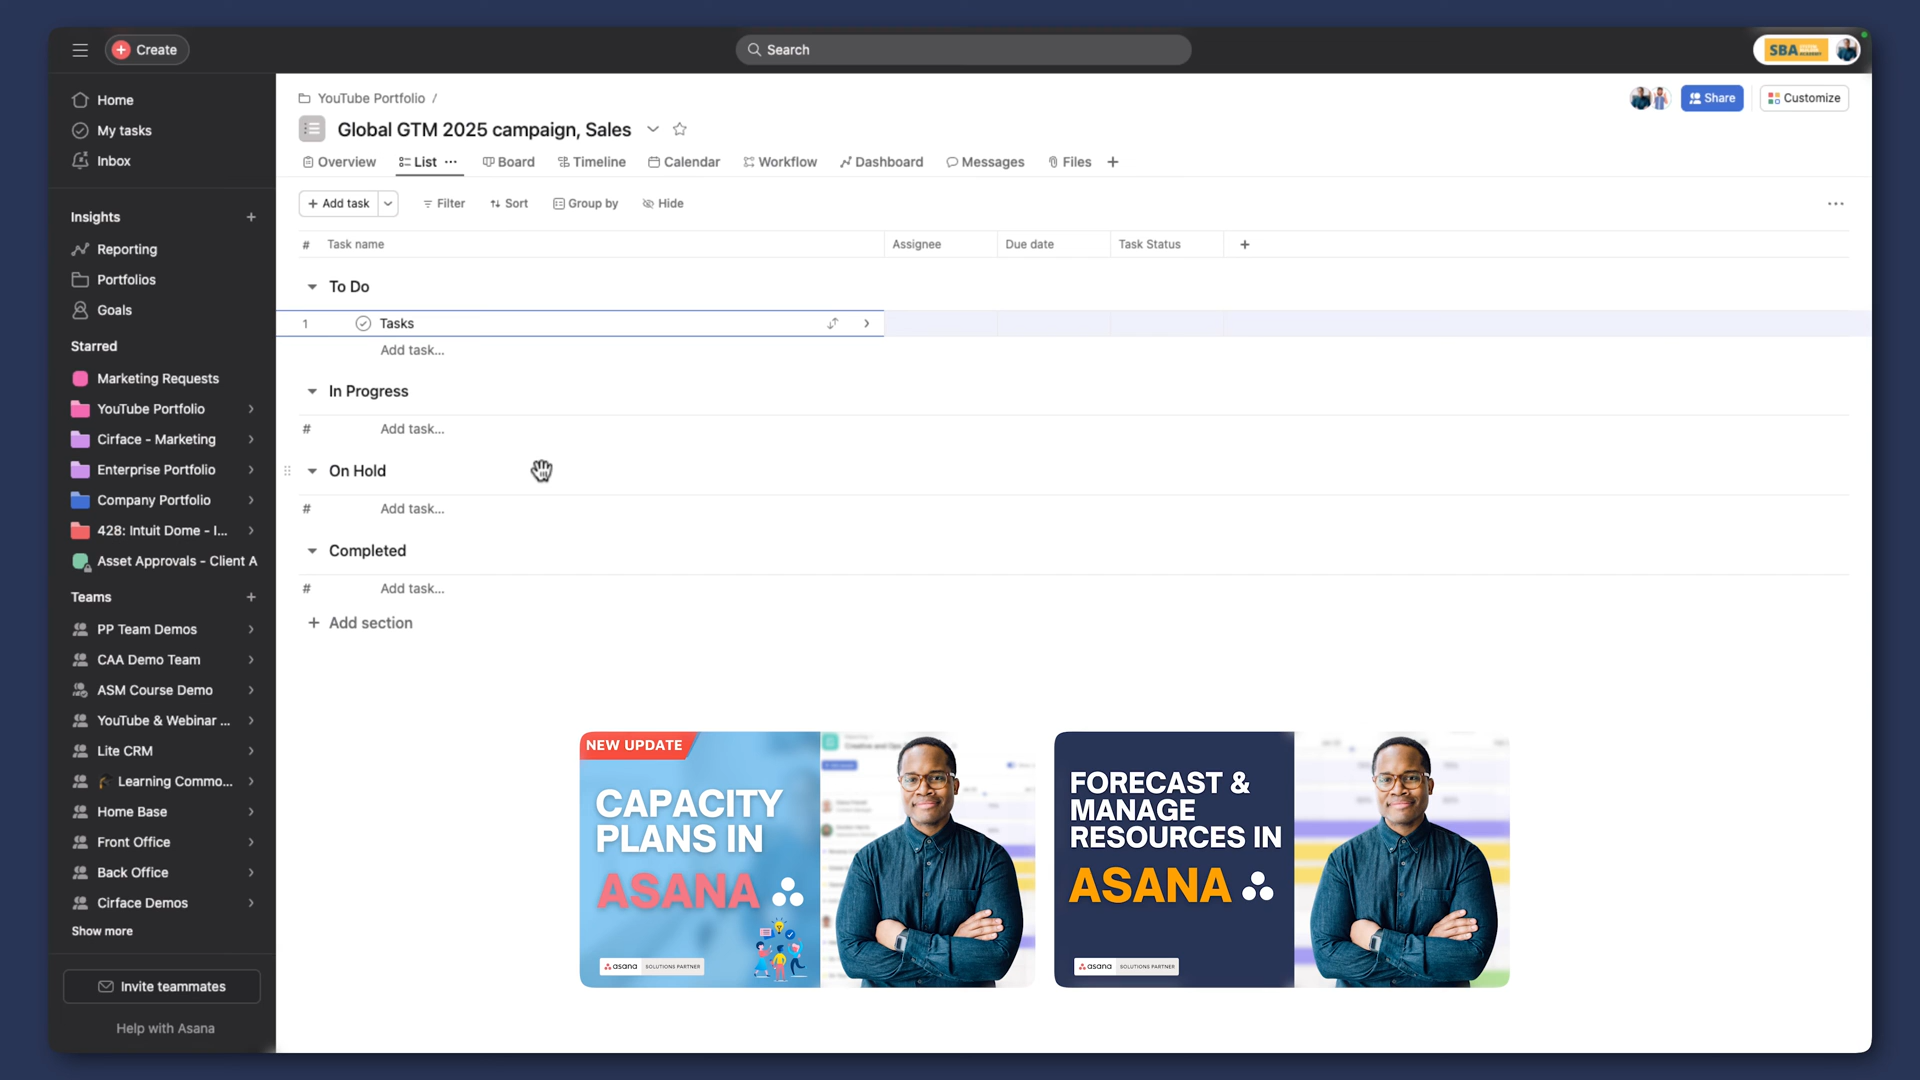 Create
Search
SBA
Home
My tasks
Inbox
Insights
Reporting
Portfolios
Goals
Starred
Marketing Requests
YouTube Portfolio
Cirface - Marketing
Enterprise Portfolio
Company Portfolio
428: Intuit Dome - I...
Asset Approvals - Client A
Teams
PP Team Demos
CAA Demo Team
ASM Course Demo
YouTube & Webinar ...
Lite CRM
Learning Commo...
Home Base
Front Office
Back Office
Cirface Demos
Show more
Invite teammates
Help with Asana
YouTube Portfolio /
Share
Customize
Global GTM 2025 campaign, Sales
Overview List ... Board Timeline Calendar Workflow Dashboard Messages Files +
+ Add task Filter Sort Group by Hide ...
# Task name Assignee Due date Task Status +
To Do
1 Tasks
Add task...
In Progress
# Add task...
On Hold
# Add task...
Completed
# Add task...
+ Add section
NEW UPDATE
CAPACITY
PLANS IN
ASANA
asana SOLUTIONS PARTNER
FORECAST &
MANAGE
RESOURCES IN
ASANA
asana SOLUTIONS PARTNER